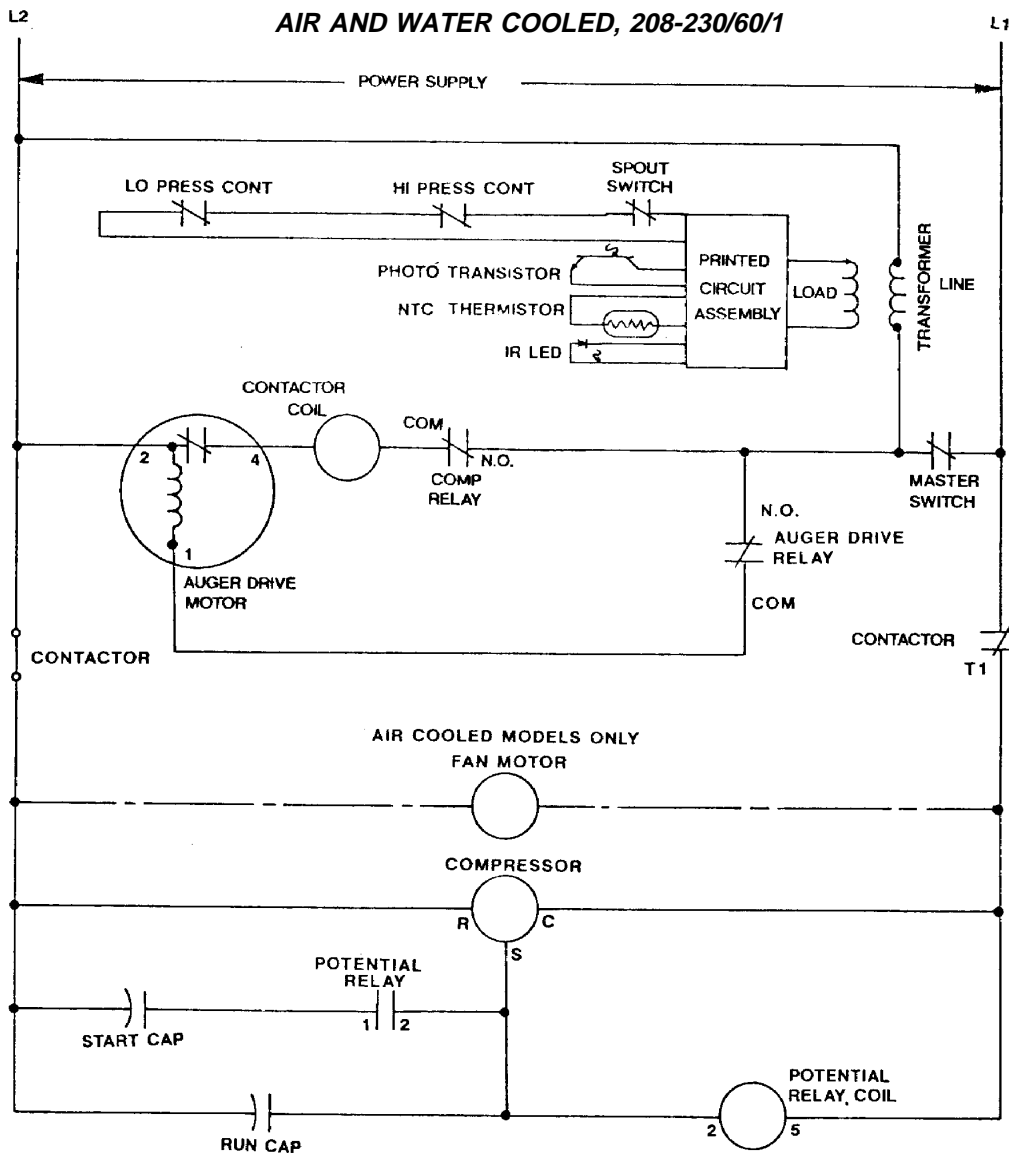 AIR AND WATER COOLED, 208-230/60/1
L2
L1
POWER SUPPLY
LO PRESS CONT
HI PRESS CONT
SPOUT
SWITCH
PHOTO TRANSISTOR
NTC THERMISTOR
IR LED
PRINTED
CIRCUIT
ASSEMBLY
LOAD
TRANSFORMER
LINE
CONTACTOR
COIL
2
4
1
COM
N.O.
COMP
RELAY
MASTER
SWITCH
N.O.
AUGER DRIVE
RELAY
COM
AUGER DRIVE
MOTOR
CONTACTOR
CONTACTOR
T1
AIR COOLED MODELS ONLY
FAN MOTOR
COMPRESSOR
R
C
S
POTENTIAL
RELAY
1
2
START CAP
POTENTIAL
RELAY COIL
2
5
RUN CAP